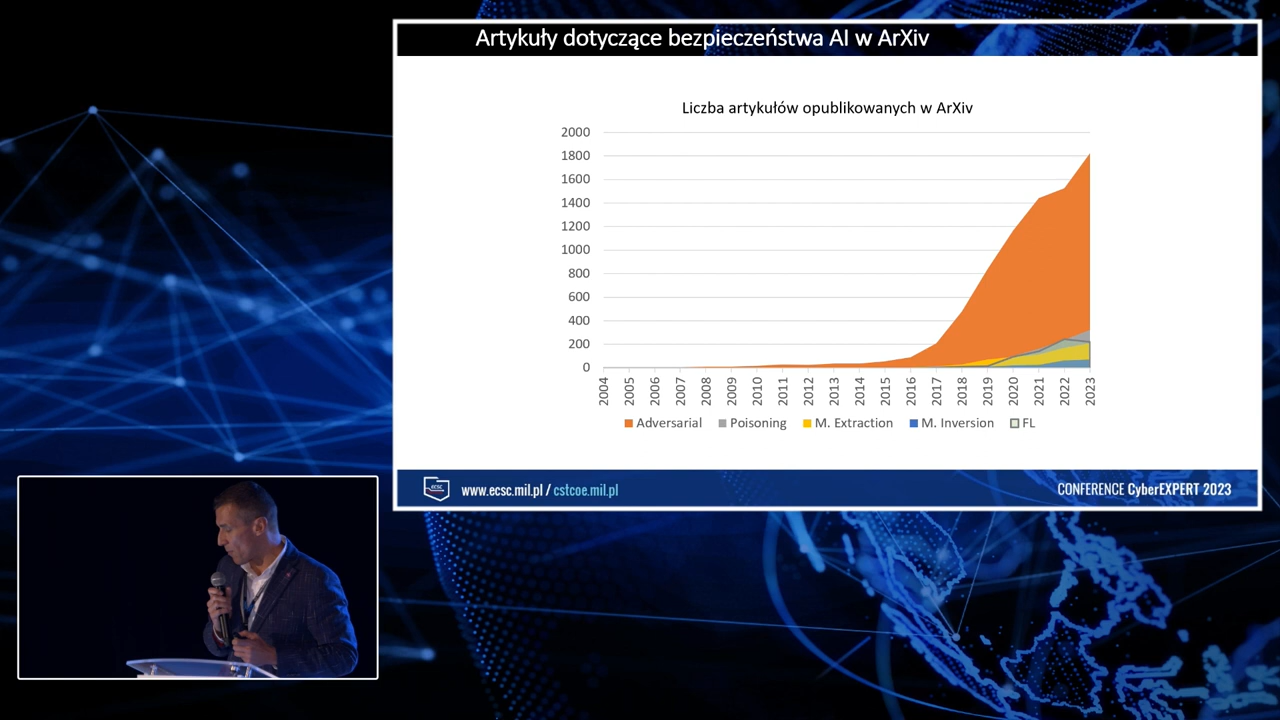 Artykuły dotyczące bezpieczeństwa AI w ArXiv
Liczba artykułów opublikowanych w ArXiv
2000
1800
1600
1400
1200
1000
800
600
400
200
0
2004 2005 2006 2007 2008 2009 2010 2011 2012 2013 2014 2015 2016 2017 2018 2019 2020 2021 2022 2023
Adversarial Poisoning M. Extraction M. Inversion FL
ecsc www.ecsc.mil.pl / cstcoe.mil.pl CONFERENCE CyberEXPERT 2023